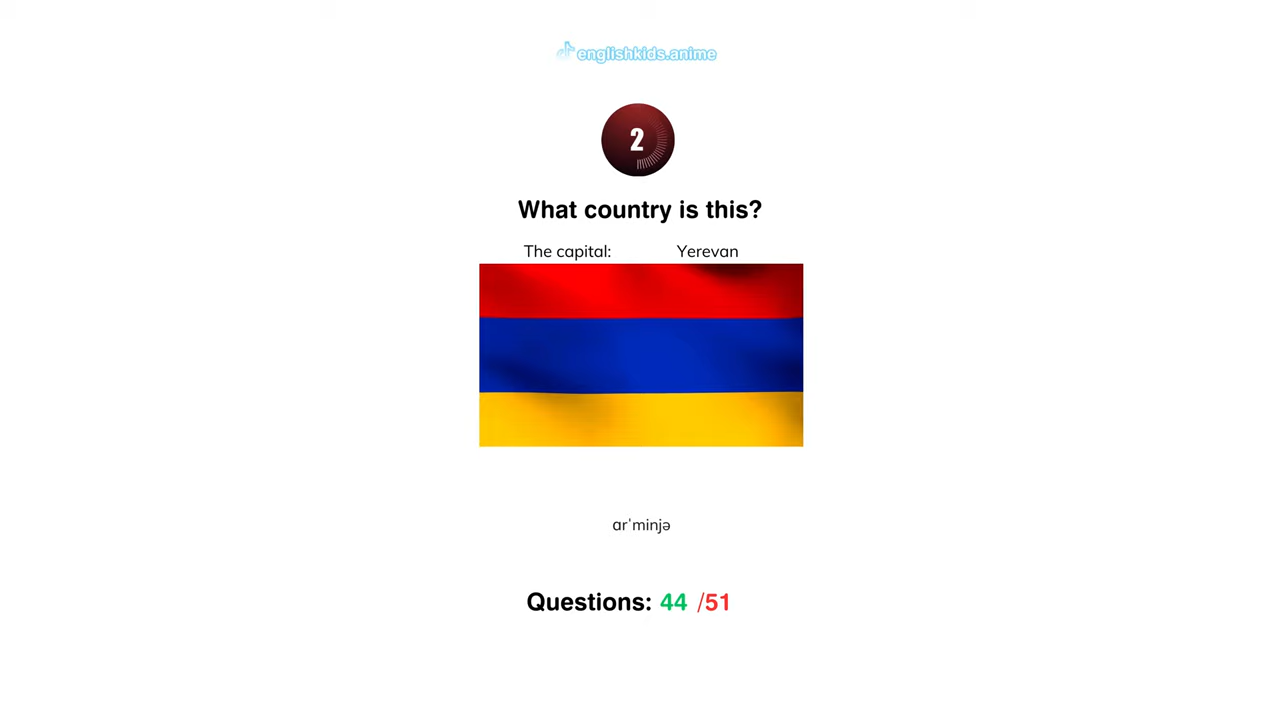 englishkids.anime
2
What country is this?
The capital: Yerevan
ɑrˈminjə
Questions: 44 /51